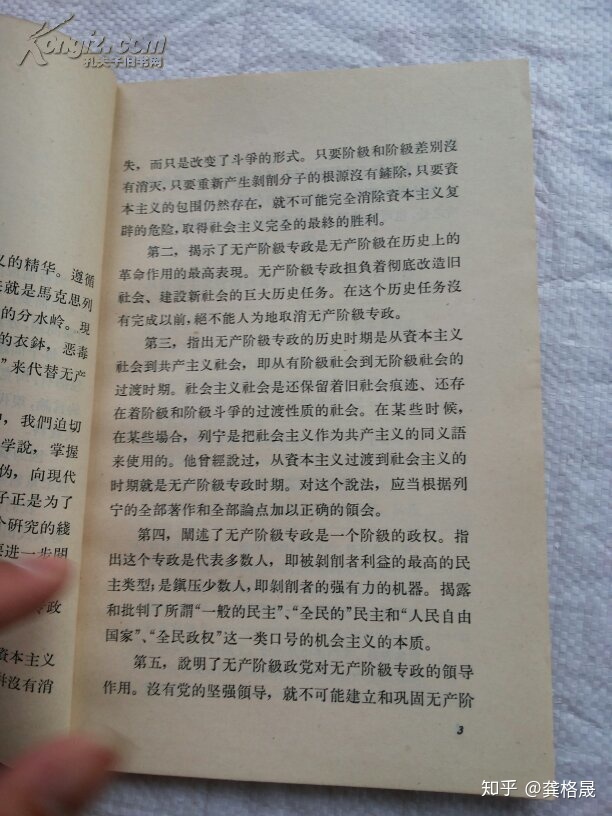 Kongfz.com
孔夫子旧书网
义的精华。遵循
就是馬克思列
的分水岭。現
的衣鉢，恶毒
”来代替无产
，我們迫切
学説，掌握
伪，向現代
子正是为了
个研究的綫
要进一步閱
专政
資本主义
料沒有消
失，而只是改变了斗爭的形式。只要阶級和阶級差別沒
有消灭，只要重新产生剝削分子的根源沒有鏟除，只要資
本主义的包围仍然存在，就不可能完全消除資本主义复
辟的危险，取得社会主义完全的最終的胜利。
第二，揭示了无产阶級专政是无产阶級在历史上的
革命作用的最高表現。无产阶級专政担負着彻底改造旧
社会、建設新社会的巨大历史任务。在这个历史任务沒
有完成以前，絕不能人为地取消无产阶級专政。
第三，指出无产阶級专政的历史时期是从資本主义
社会到共产主义社会，即从有阶級社会到无阶級社会的
过渡时期。社会主义社会是还保留着旧社会痕迹、还存
在着阶級和阶級斗爭的过渡性质的社会。在某些时候，
在某些場合，列宁是把社会主义作为共产主义的同义語
来使用的。他曾經說过，从資本主义过渡到社会主义的
时期就是无产阶級专政时期。对这个說法，应当根据列
宁的全部著作和全部論点加以正确的領会。
第四，闡述了无产阶級专政是一个阶級的政权。指
出这个专政是代表多数人，即被剝削者利益的最高的民
主类型；是鎮压少数人，即剝削者的强有力的机器。揭露
和批判了所謂“一般的民主”、“全民的”民主和“人民自由
国家”、“全民政权”这一类口号的机会主义的本质。
第五，說明了无产阶級政党对无产阶級专政的領导
作用。沒有党的坚强領导，就不可能建立和巩固无产阶
3
知乎 @龚格晟